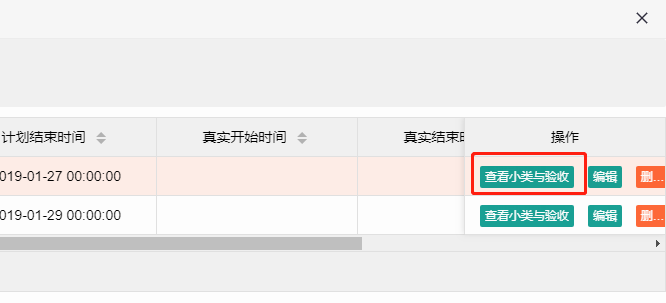 计划结束时间 真实开始时间 真实结束时 操作
019-01-27 00:00:00 查看小类与验收 编辑 删...
019-01-29 00:00:00 查看小类与验收 编辑 删...